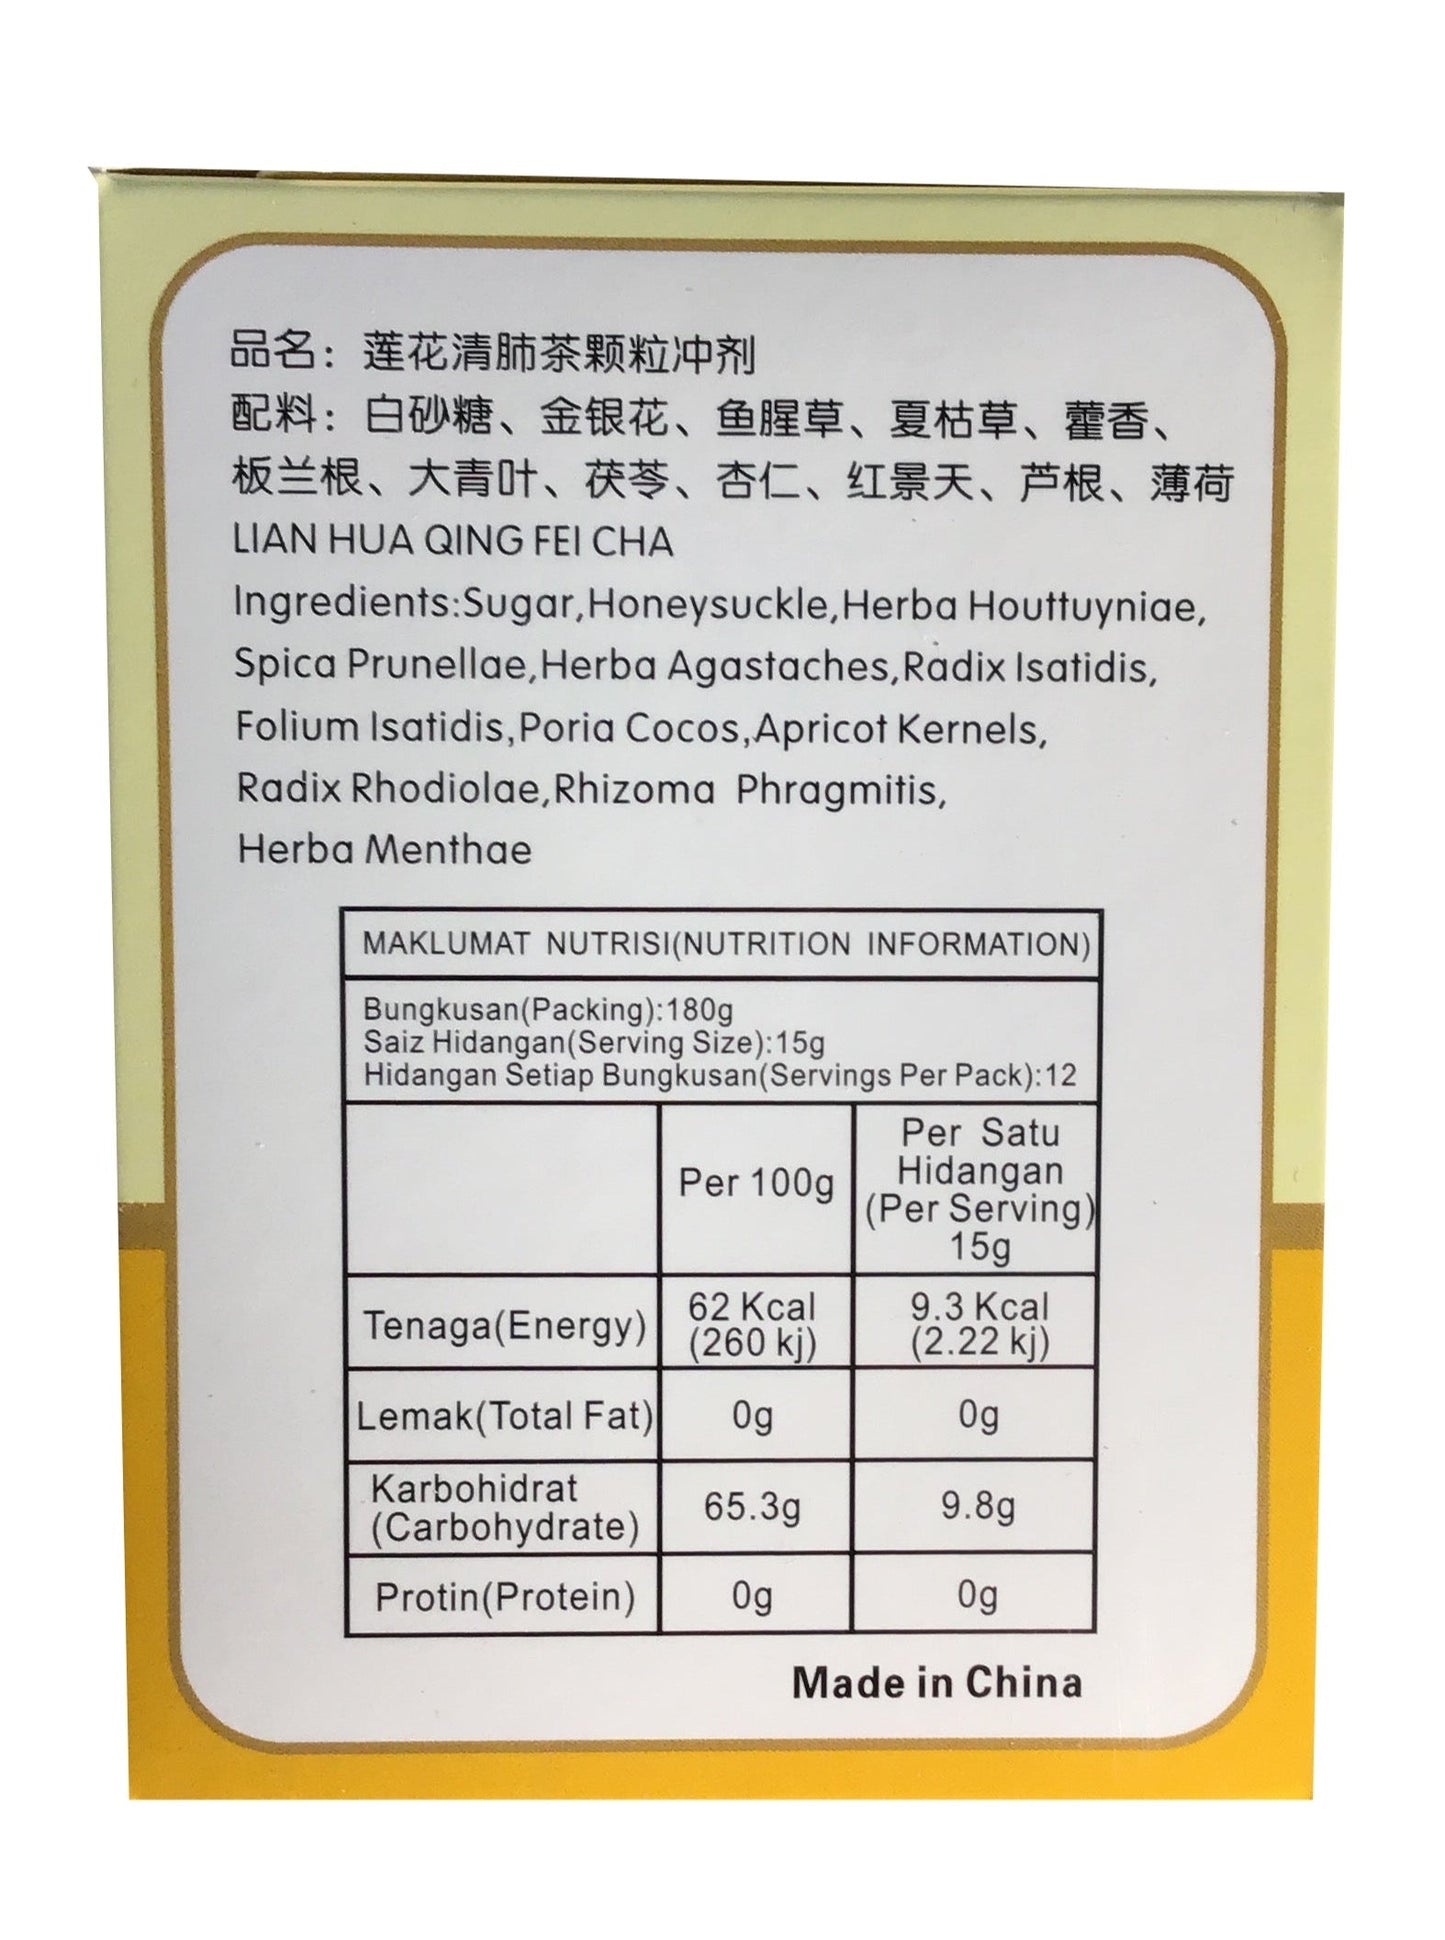 品名：莲花清肺茶颗粒冲剂
配料：白砂糖、金银花、鱼腥草、夏枯草、藿香、
板兰根、大青叶、茯苓、杏仁、红景天、芦根、薄荷
LIAN HUA QING FEI CHA
Ingredients:Sugar,Honeysuckle,Herba Houttuyniae,
Spica Prunellae,Herba Agastaches,Radix Isatidis,
Folium Isatidis,Poria Cocos,Apricot Kernels,
Radix Rhodiolae,Rhizoma Phragmitis,
Herba Menthae
MAKLUMAT NUTRISI(NUTRITION INFORMATION)
Bungkusan(Packing):180g
Saiz Hidangan(Serving Size):15g
Hidangan Setiap Bungkusan(Servings Per Pack):12
Per 100g
Per Satu
Hidangan
(Per Serving)
15g
Tenaga(Energy)
62 Kcal
(260 kj)
9.3 Kcal
(2.22 kj)
Lemak(Total Fat)
0g
0g
Karbohidrat
(Carbohydrate)
65.3g
9.8g
Protin(Protein)
0g
0g
Made in China